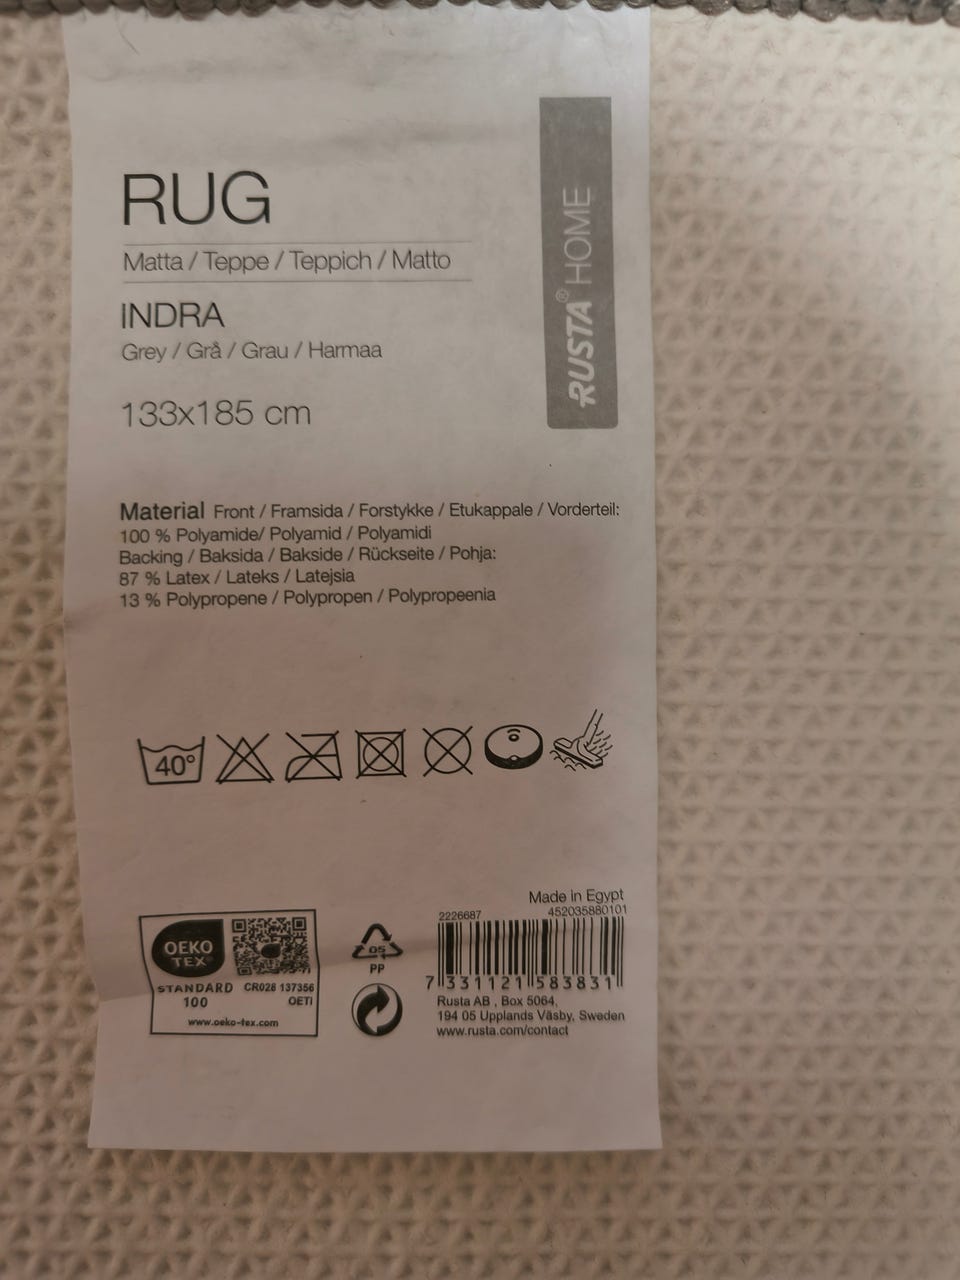 RUG
Matta / Teppe / Teppich / Matto
INDRA
Grey / Grå / Grau / Harmaa
133x185 cm
RUSTA® HOME
Material Front / Framsida / Forstykke / Etukappale / Vorderteil:
100 % Polyamide/ Polyamid / Polyamidi
Backing / Baksida / Bakside / Rückseite / Pohja:
87 % Latex / Lateks / Latejsia
13 % Polypropene / Polypropen / Polypropeenia
40°
OEKO
TEX®
STANDARD
100
CR028 137356
OETI
www.oeko-tex.com
05
PP
Made in Egypt
2226687 452035880101
7 331121 583831
Rusta AB , Box 5064,
194 05 Upplands Väsby, Sweden
www.rusta.com/contact